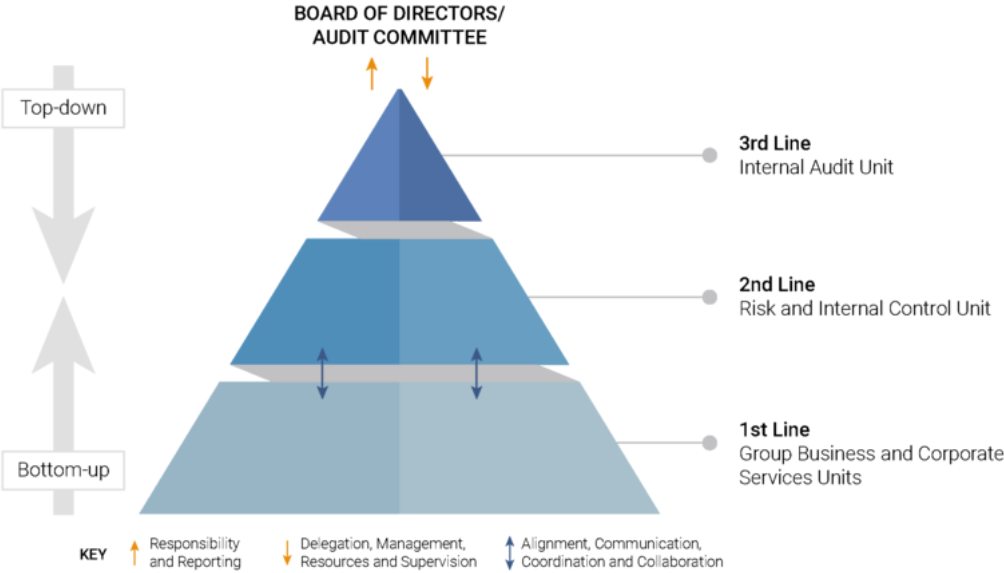 BOARD OF DIRECTORS/
AUDIT COMMITTEE
Top-down
3rd Line
Internal Audit Unit
2nd Line
Risk and Internal Control Unit
1st Line
Group Business and Corporate
Services Units
Bottom-up
KEY
Responsibility
and Reporting
Delegation, Management,
Resources and Supervision
Alignment, Communication,
Coordination and Collaboration